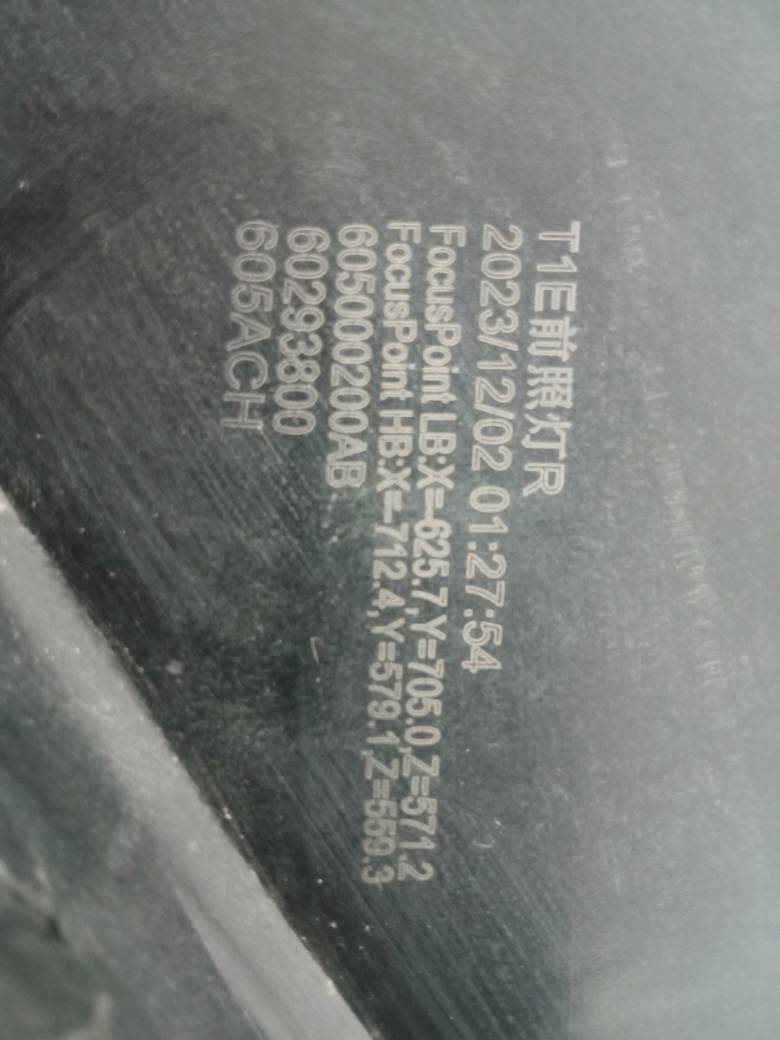 T1E前照灯R
2023/12/02 01:27:54
FocusPoint LB:X=-625.7,Y=705.0,Z=571.2
FocusPoint HB:X=-712.4,Y=579.1,Z=559.3
605000200AB
60293800
605ACH